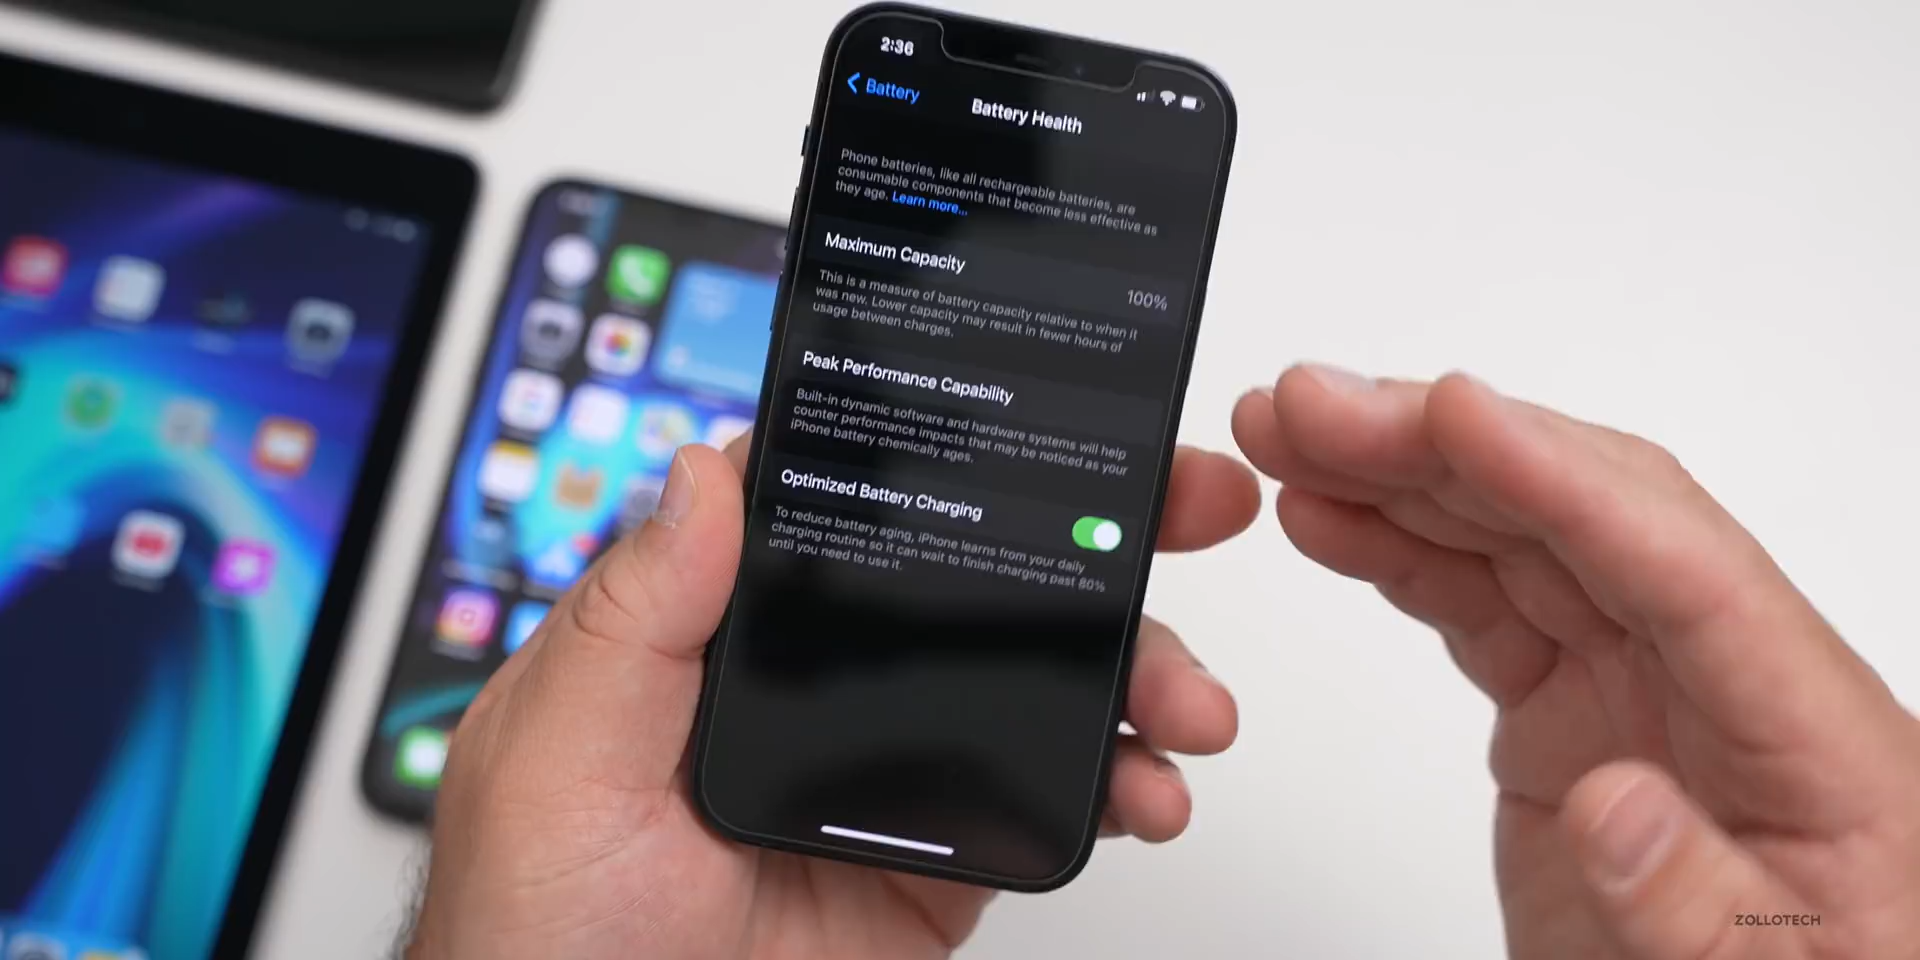 2:36
Battery
Battery Health
Phone batteries, like all rechargeable batteries, are
consumable components that become less effective as
they age. Learn more...
Maximum Capacity
100%
This is a measure of battery capacity relative to when it
was new. Lower capacity may result in fewer hours of
usage between charges.
Peak Performance Capability
Built-in dynamic software and hardware systems will help
counter performance impacts that may be noticed as your
iPhone battery chemically ages.
Optimized Battery Charging
To reduce battery aging, iPhone learns from your daily
charging routine so it can wait to finish charging past 80%
until you need to use it.
ZOLLOTECH